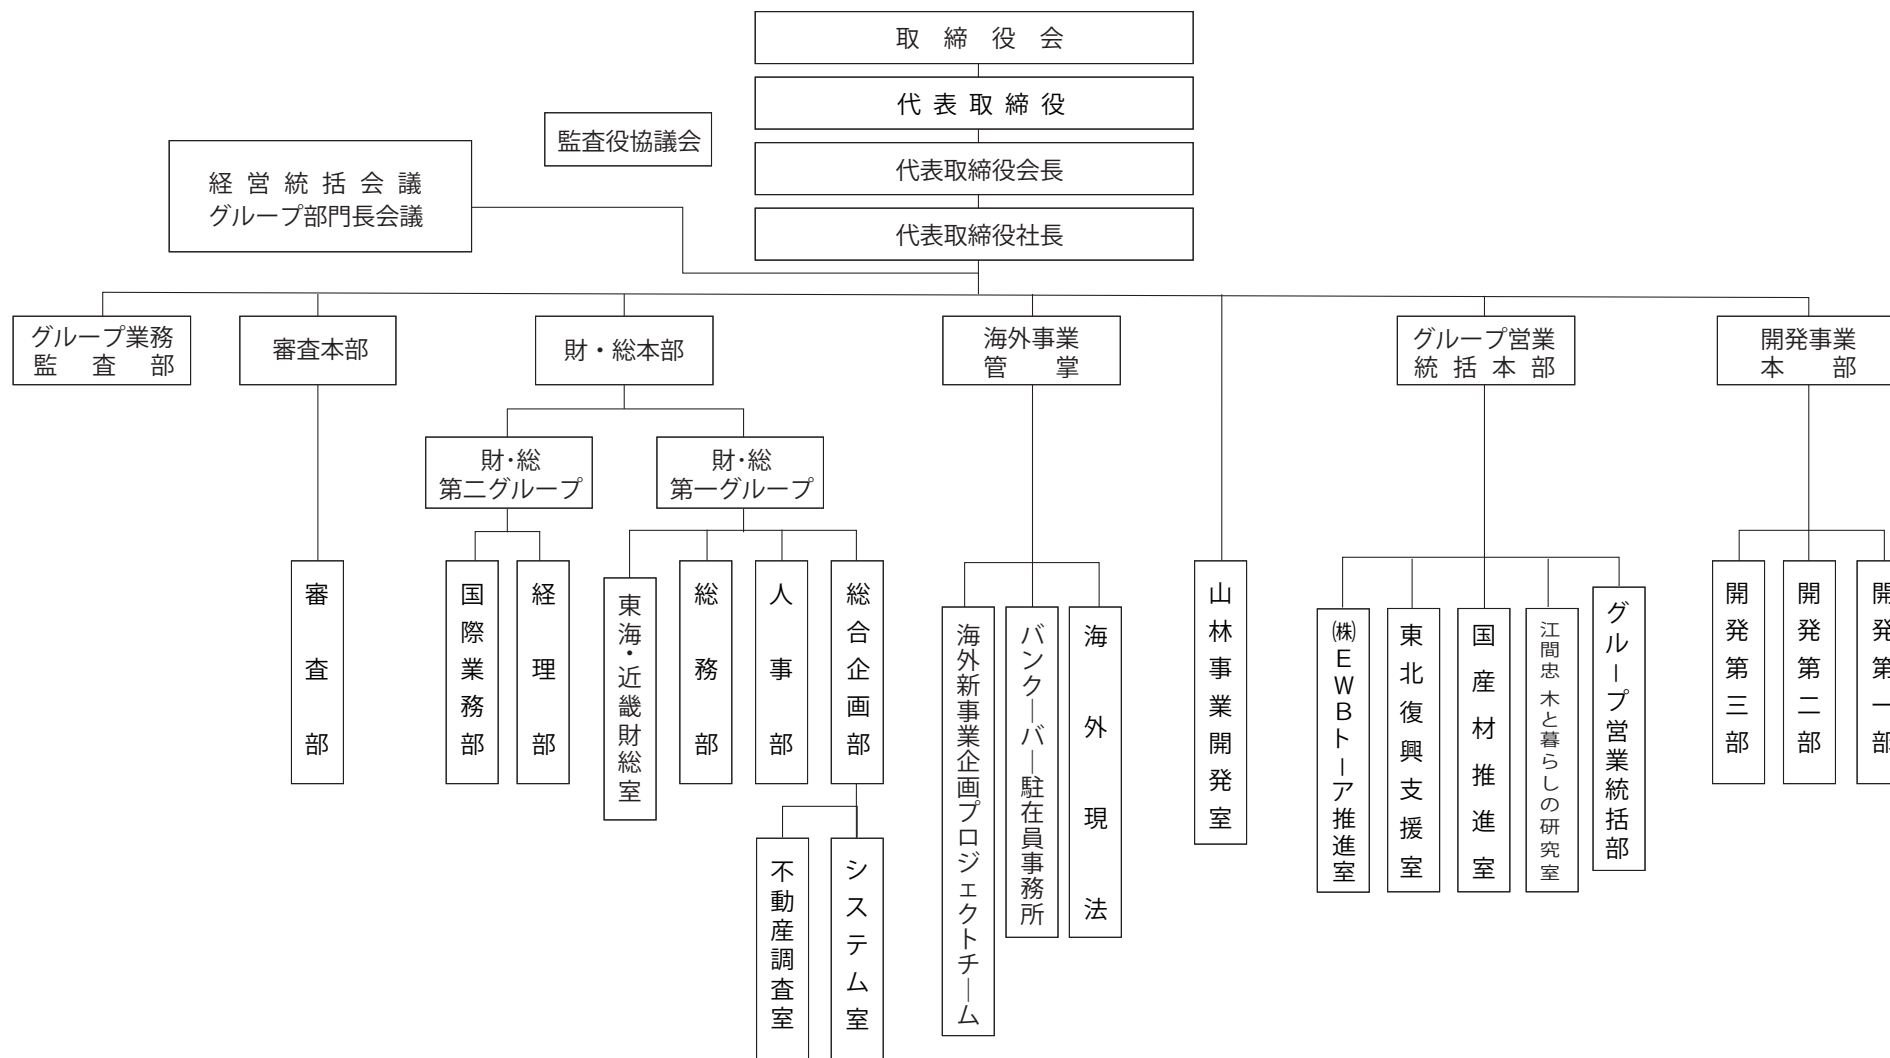 取締役会
代表取締役
監査役協議会
代表取締役会長
経営統括会議
グループ部門長会議
代表取締役社長
グループ業務
監査部
審査本部
財・総本部
海外事業
管掌
グループ営業
統括本部
開発事業
本部
財・総
第二グループ
財・総
第一グループ
審査部
国際業務部
経理部
東海・近畿財総室
総務部
人事部
総合企画部
海外新事業企画プロジェクトチーム
バンクーバー駐在員事務所
海外現法
山林事業開発室
㈱EWBトーア推進室
東北復興支援室
国産材推進室
江間忠 木と暮らしの研究室
グループ営業統括部
開発第三部
開発第二部
開発第一部
不動産調査室
システム室